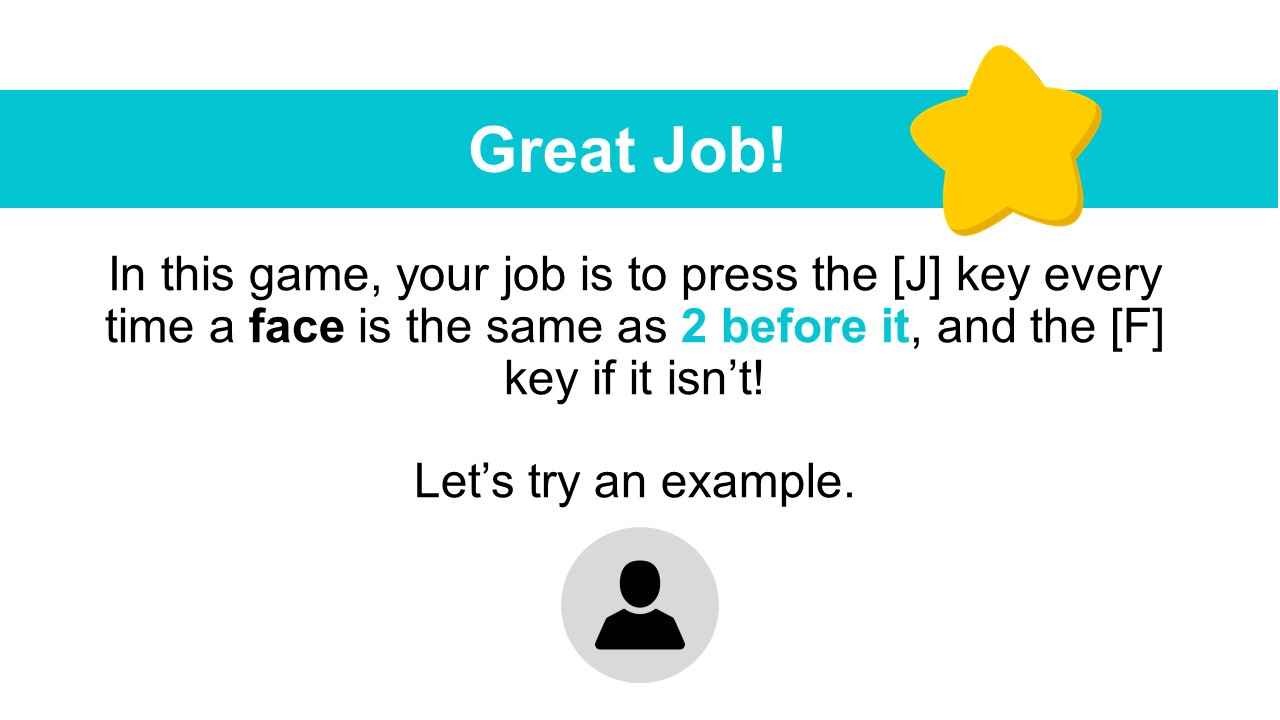 Great Job!
In this game, your job is to press the [J] key every
time a face is the same as 2 before it, and the [F]
key if it isn’t!
Let’s try an example.